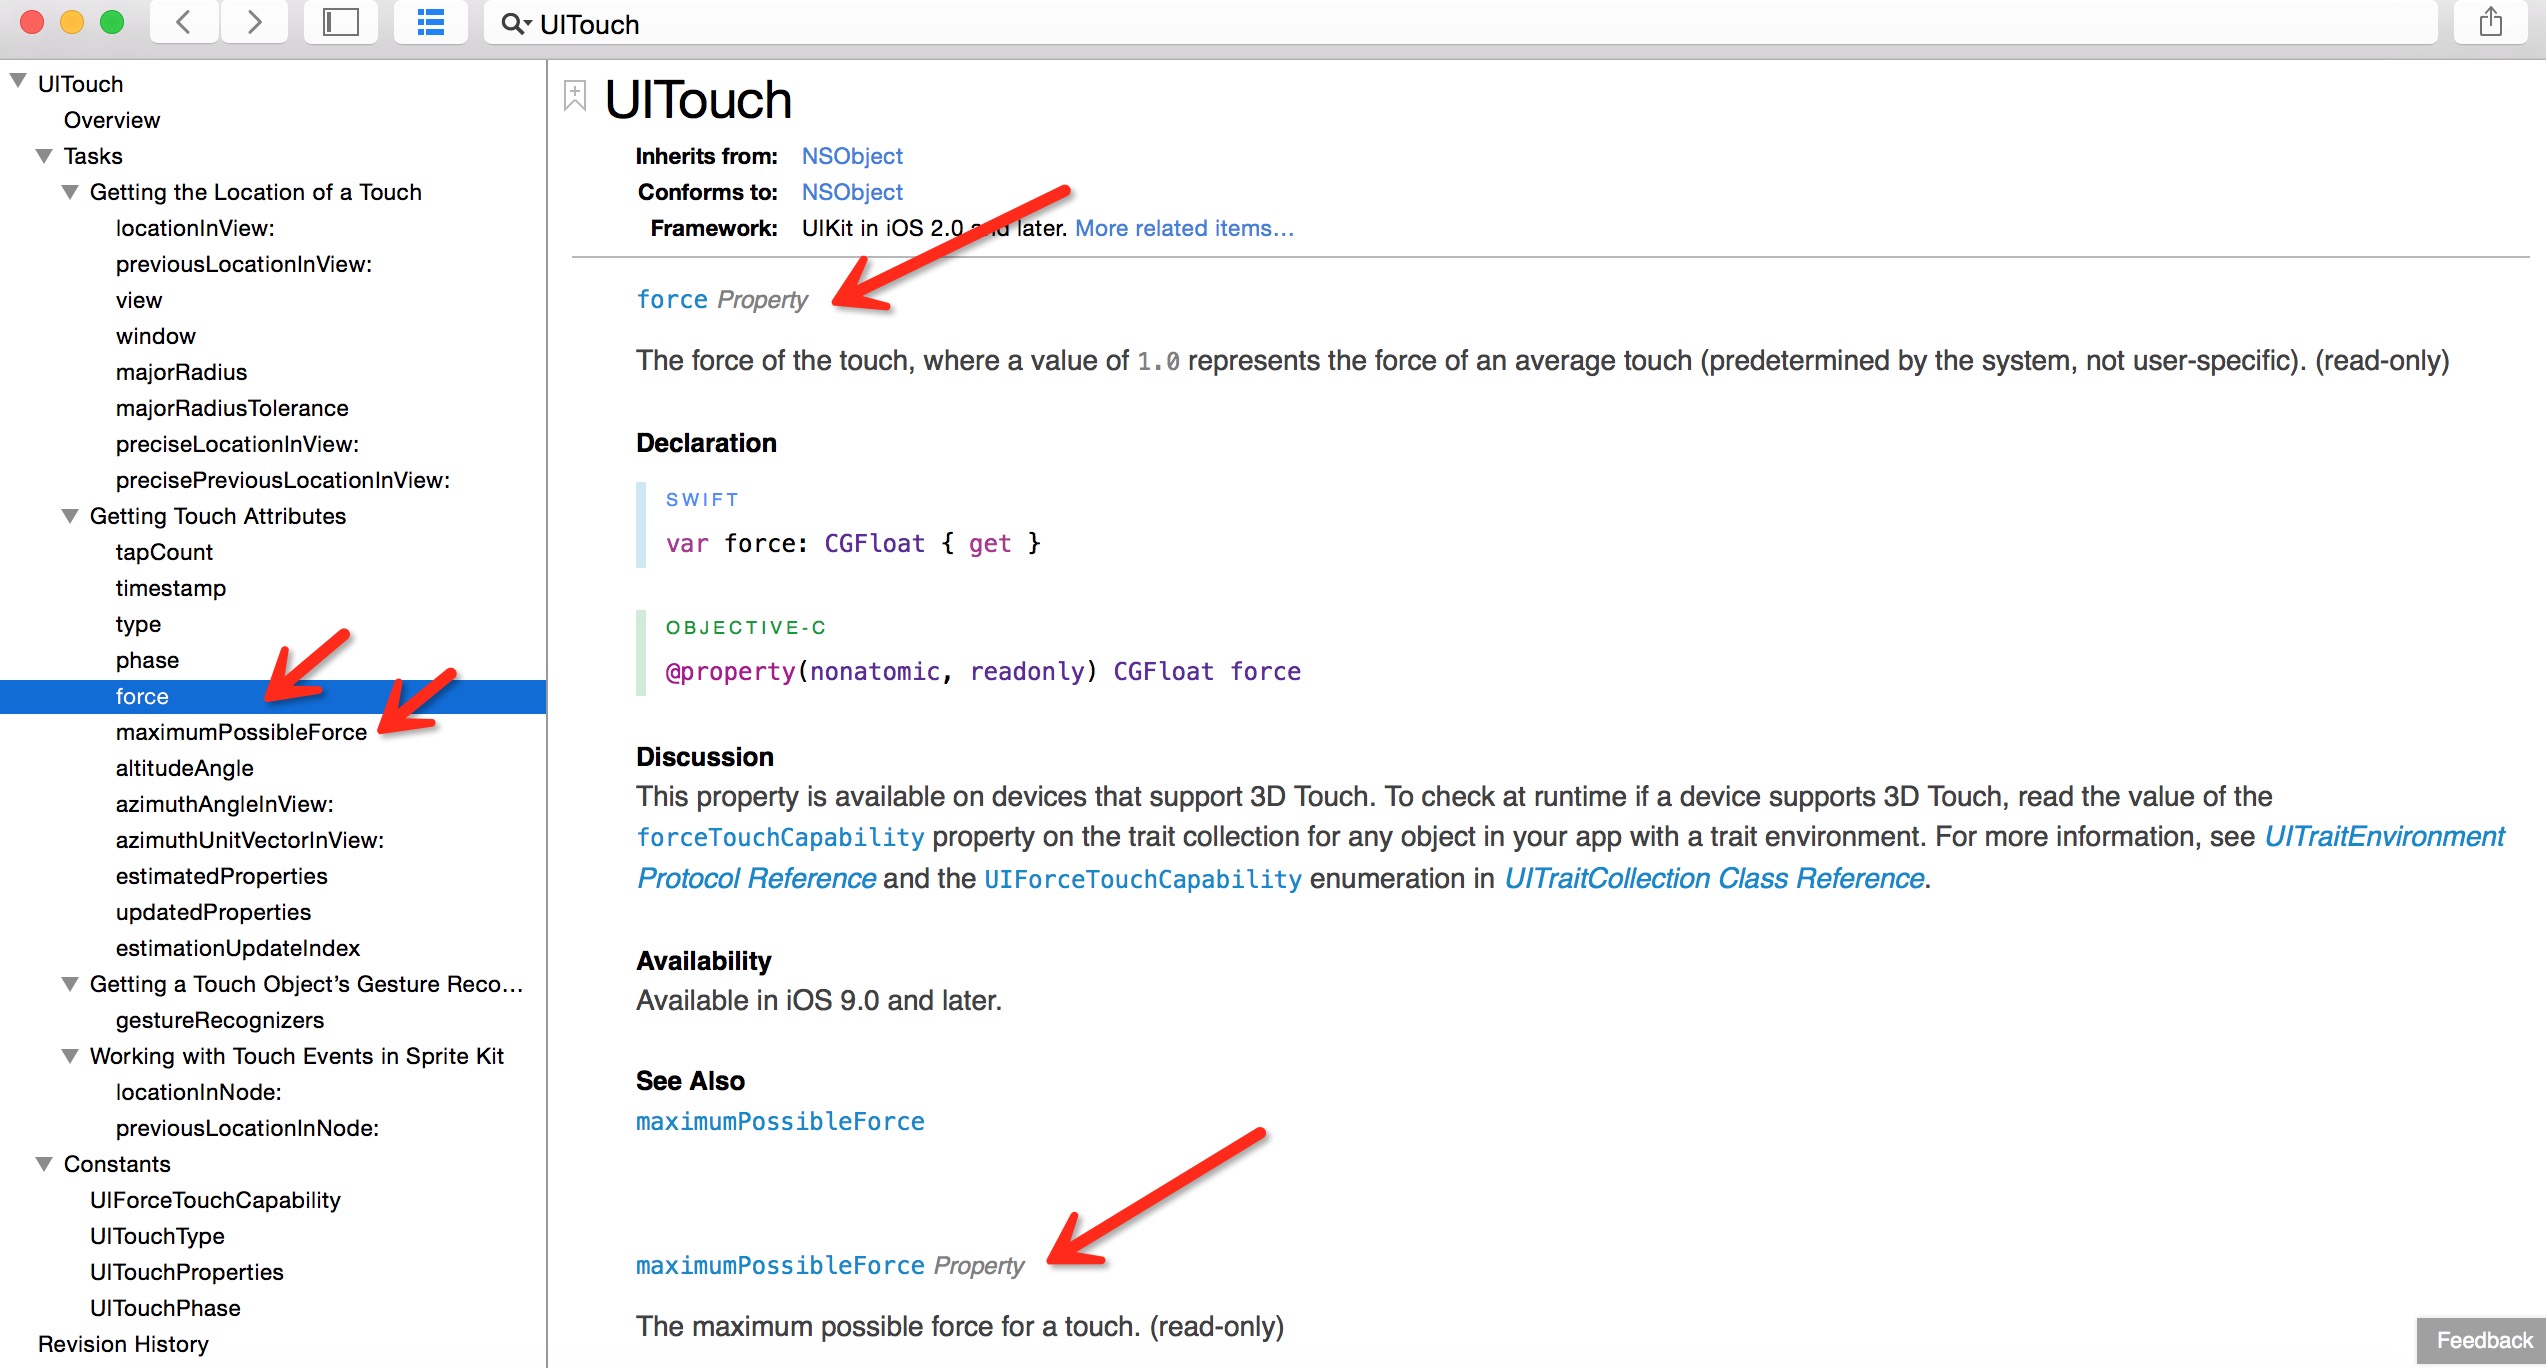 UITouch
UITouch
Overview
Tasks
Getting the Location of a Touch
locationInView:
previousLocationInView:
view
window
majorRadius
majorRadiusTolerance
preciseLocationInView:
precisePreviousLocationInView:
Getting Touch Attributes
tapCount
timestamp
type
phase
force
maximumPossibleForce
altitudeAngle
azimuthAngleInView:
azimuthUnitVectorInView:
estimatedProperties
updatedProperties
estimationUpdateIndex
Getting a Touch Object’s Gesture Reco…
gestureRecognizers
Working with Touch Events in Sprite Kit
locationInNode:
previousLocationInNode:
Constants
UIForceTouchCapability
UITouchType
UITouchProperties
UITouchPhase
Revision History
UITouch
Inherits from: NSObject
Conforms to: NSObject
Framework: UIKit in iOS 2.0 and later. More related items…
force Property
The force of the touch, where a value of 1.0 represents the force of an average touch (predetermined by the system, not user-specific). (read-only)
Declaration
SWIFT
var force: CGFloat { get }
OBJECTIVE-C
@property(nonatomic, readonly) CGFloat force
Discussion
This property is available on devices that support 3D Touch. To check at runtime if a device supports 3D Touch, read the value of the
forceTouchCapability property on the trait collection for any object in your app with a trait environment. For more information, see UITraitEnvironment
Protocol Reference and the UIForceTouchCapability enumeration in UITraitCollection Class Reference.
Availability
Available in iOS 9.0 and later.
See Also
maximumPossibleForce
maximumPossibleForce Property
The maximum possible force for a touch. (read-only)
Feedback